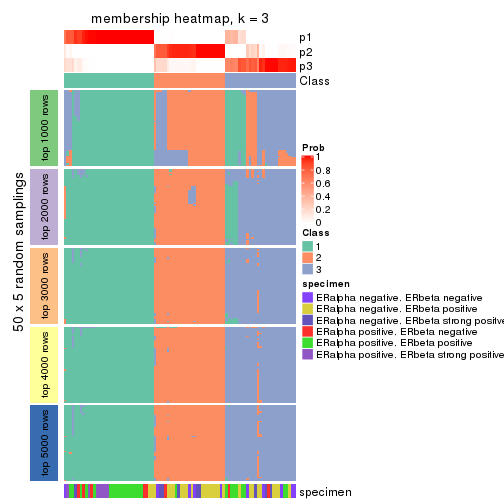 membership heatmap, k = 3
p1
p2
p3
Class
50 x 5 random samplings
top 1000 rows
top 2000 rows
top 3000 rows
top 4000 rows
top 5000 rows
Prob
1
0.8
0.6
0.4
0.2
0
Class
1
2
3
specimen
ERalpha negative. ERbeta negative
ERalpha negative. ERbeta positive
ERalpha negative. ERbeta strong positive
ERalpha positive. ERbeta negative
ERalpha positive. ERbeta positive
ERalpha positive. ERbeta strong positive
specimen